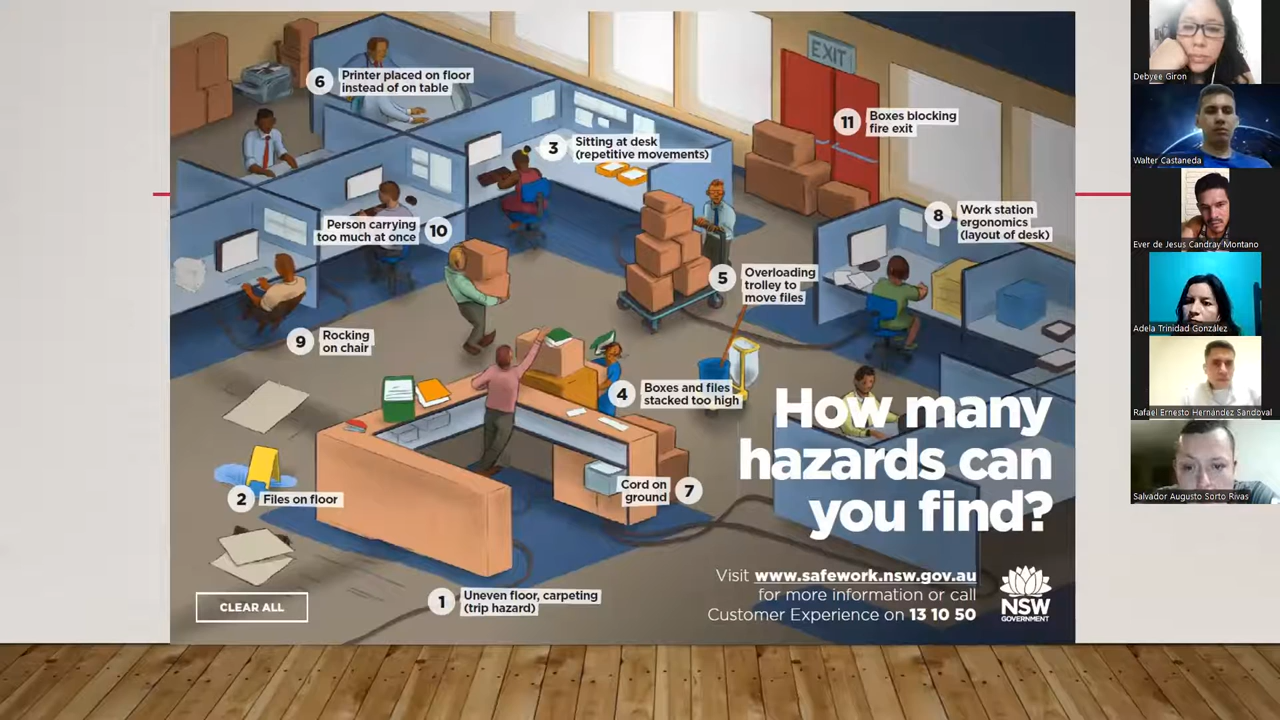 EXIT
6
Printer placed on floor
instead of on table
11
Boxes blocking
fire exit
3
Sitting at desk
(repetitive movements)
Person carrying
too much at once
10
8
Work station
ergonomics
(layout of desk)
5
Overloading
trolley to
move files
9
Rocking
on chair
4
Boxes and files
stacked too high
How many
hazards can
you find?
Cord on
ground
7
2
Files on floor
1
Uneven floor, carpeting
(trip hazard)
CLEAR ALL
Visit www.safework.nsw.gov.au
for more information or call
Customer Experience on 13 10 50
NSW
GOVERNMENT
Debyee Giron
Walter Castaneda
Ever de Jesus Candray Montano
Adela Trinidad González
Rafael Ernesto Hernández Sandoval
Salvador Augusto Sorto Rivas